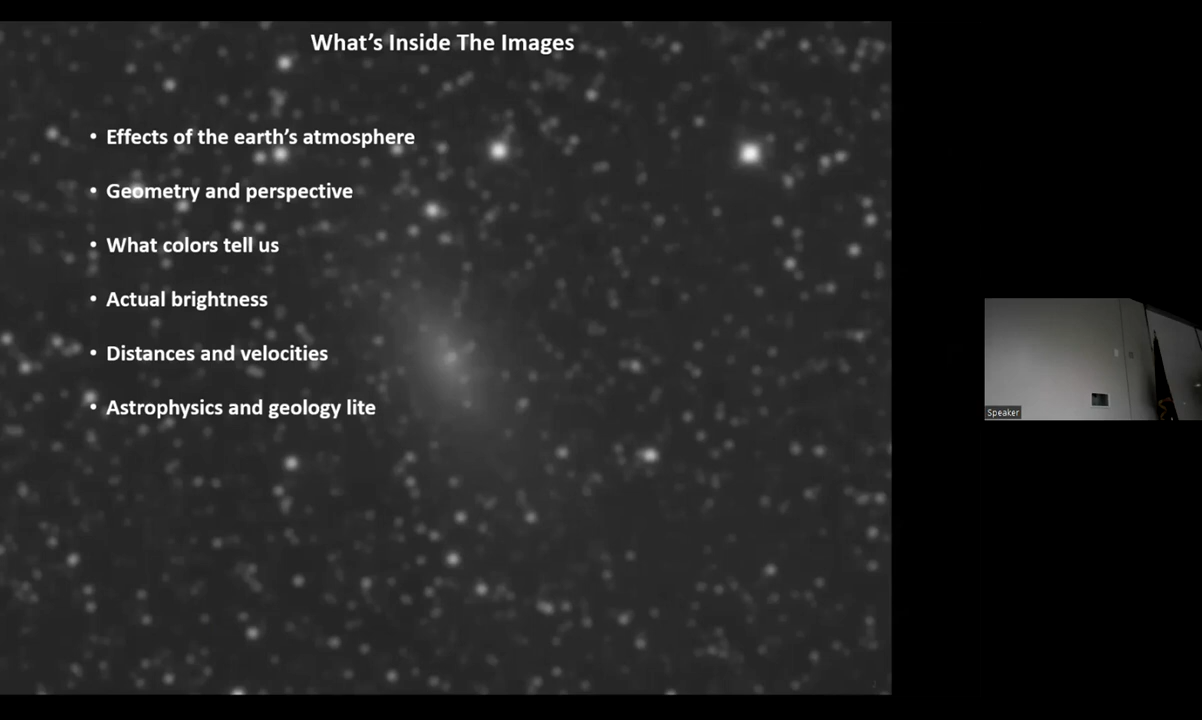 What's Inside The Images
• Effects of the earth's atmosphere
• Geometry and perspective
• What colors tell us
• Actual brightness
• Distances and velocities
• Astrophysics and geology lite
Speaker